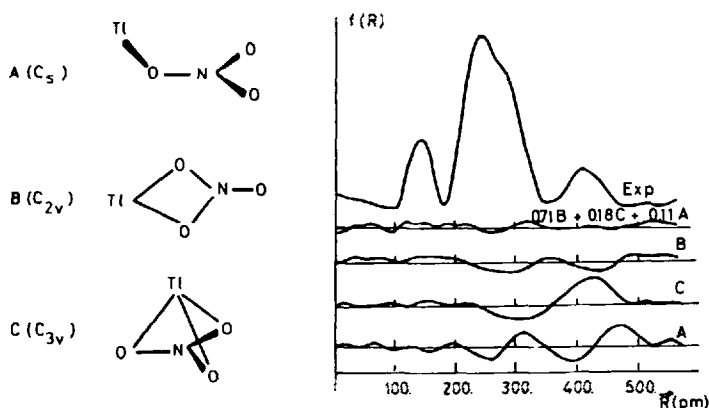 A (Cs)
Tl
O
N
O
O
B (C2v)
Tl
O
O
N
O
C (C3v)
Tl
O
N
O
O
f(R)
Exp
0.71B + 0.18C + 0.11A
B
C
A
100. 200. 300. 400. 500. R(pm)